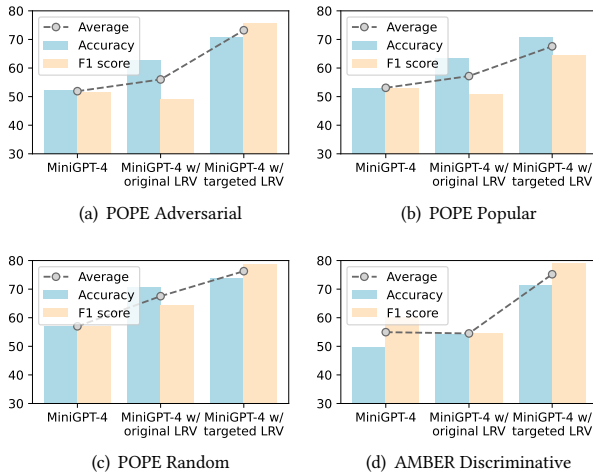 80
70
60
50
40
30
Average
Accuracy
F1 score
MiniGPT-4
MiniGPT-4 w/
original LRV
MiniGPT-4 w/
targeted LRV
(a) POPE Adversarial
80
70
60
50
40
30
Average
Accuracy
F1 score
MiniGPT-4
MiniGPT-4 w/
original LRV
MiniGPT-4 w/
targeted LRV
(b) POPE Popular
80
70
60
50
40
30
Average
Accuracy
F1 score
MiniGPT-4
MiniGPT-4 w/
original LRV
MiniGPT-4 w/
targeted LRV
(c) POPE Random
80
70
60
50
40
30
Average
Accuracy
F1 score
MiniGPT-4
MiniGPT-4 w/
original LRV
MiniGPT-4 w/
targeted LRV
(d) AMBER Discriminative